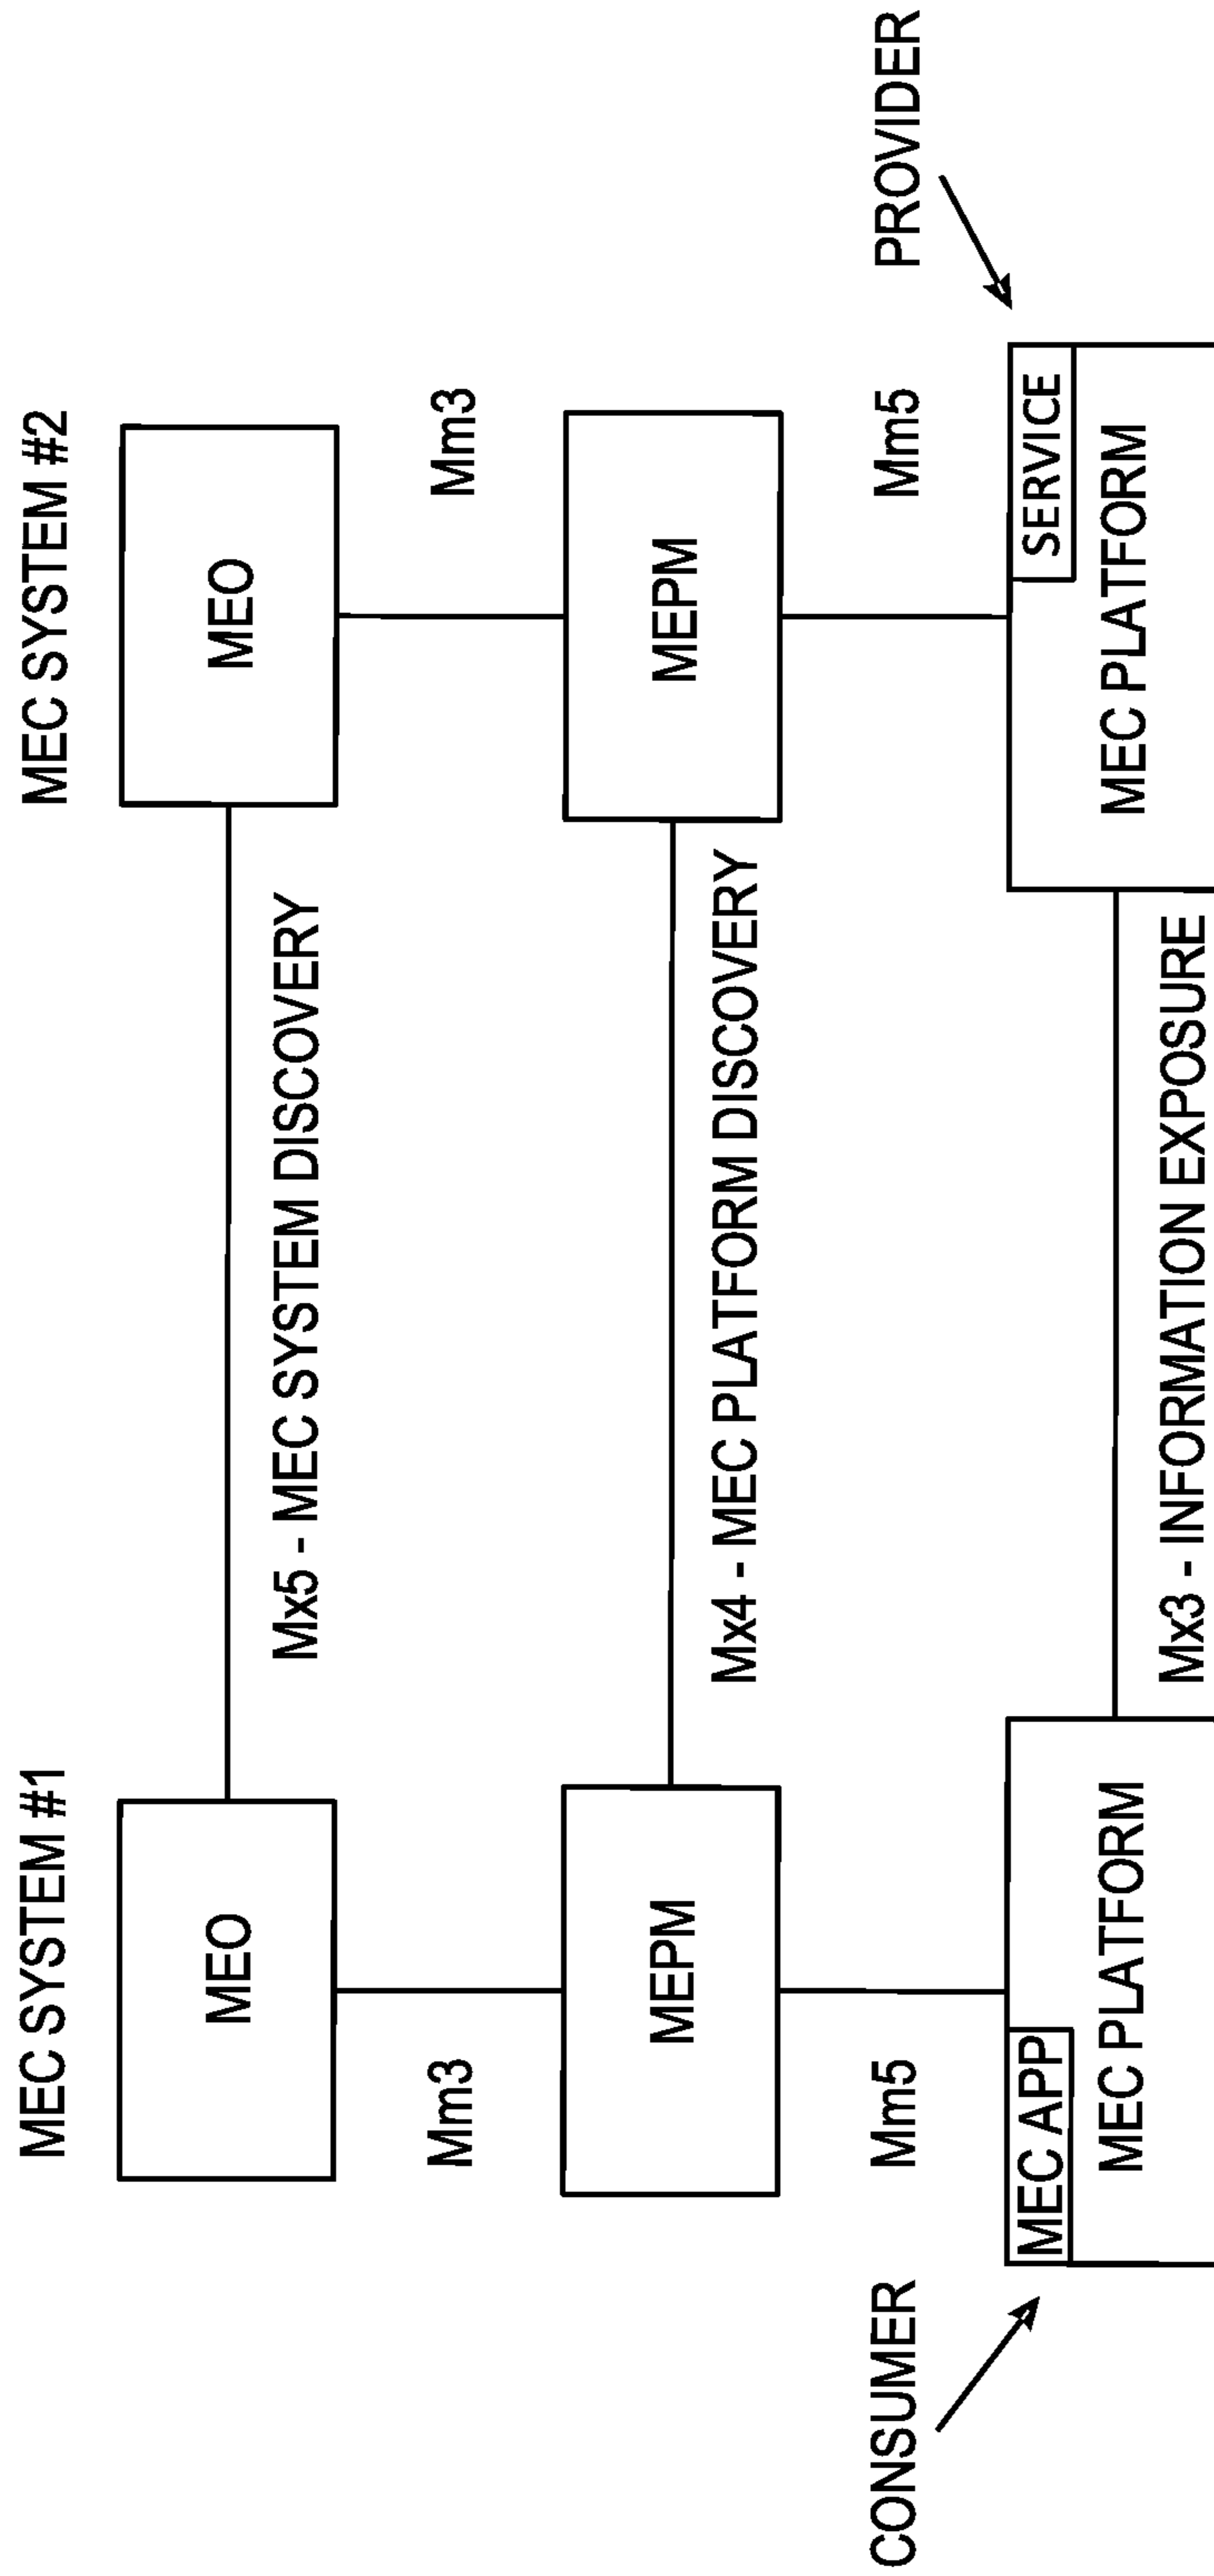 MEC SYSTEM #1
MEC SYSTEM #2
MEO
MEO
Mx5 - MEC SYSTEM DISCOVERY
Mm3
Mm3
MEPM
MEPM
Mx4 - MEC PLATFORM DISCOVERY
CONSUMER
Mm5
Mm5
PROVIDER
MEC APP
SERVICE
MEC PLATFORM
MEC PLATFORM
Mx3 - INFORMATION EXPOSURE